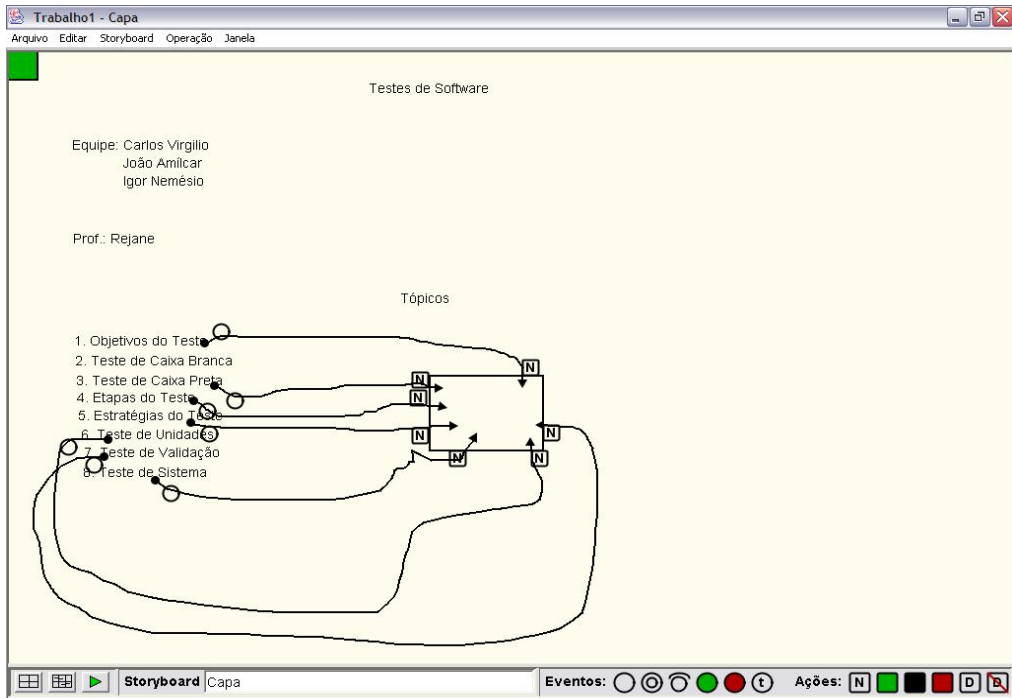 Trabalho1 - Capa
Arquivo Editar Storyboard Operação Janela
Testes de Software
Equipe: Carlos Virgilio
João Amílcar
Igor Nemésio
Prof.: Rejane
Tópicos
1. Objetivos do Teste
2. Teste de Caixa Branca
3. Teste de Caixa Preta
4. Etapas do Teste
5. Estratégias do Teste
6. Teste de Unidades
7. Teste de Validação
8. Teste de Sistema
N
N
N
N
N
N
N
Storyboard Capa Eventos: t Ações: N D D